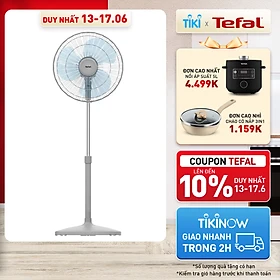 DUY NHẤT 13-17.06
TIKI x Tefal
ĐƠN CAO NHẤT
NỒI ÁP SUẤT 5L
4.499K
ĐƠN CAO NHÌ
CHẢO CÓ NẮP 3IN1
1.159K
COUPON TEFAL
LÊN ĐẾN
10%
DUY NHẤT
13-17.6
TIKINOW
GIAO NHANH
TRONG 2H
*Số lượng quà tặng có hạn
*Kiểm tra giỏ hàng trước khi thanh toán